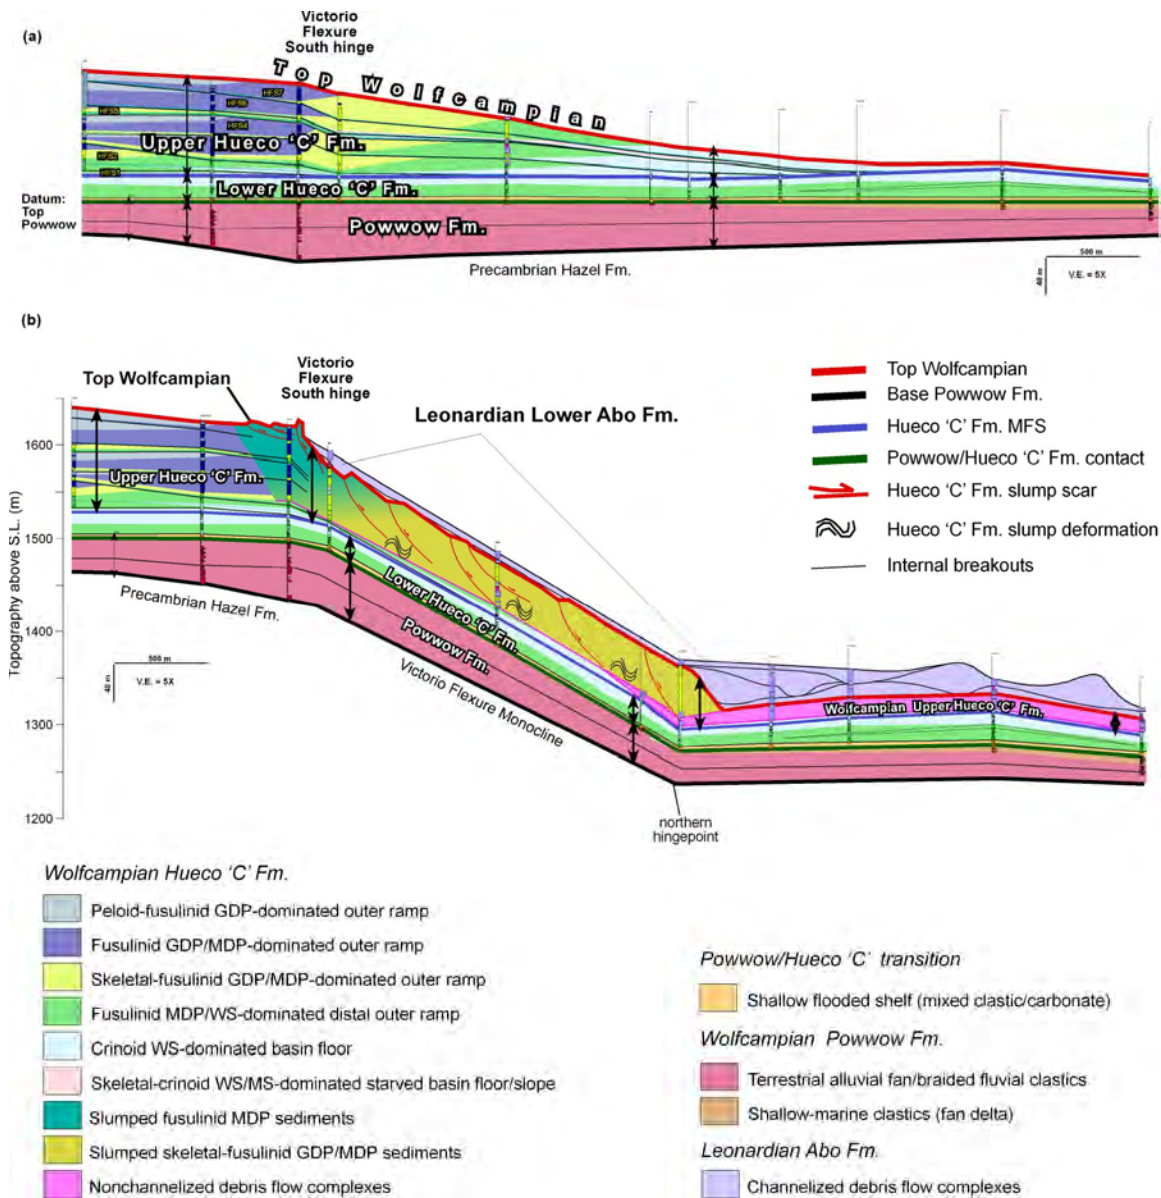 (a)
Victorio
Flexure
South hinge
Top Wolfcampian
HFS7
HFS6
HFS5
HFS4
Upper Hueco 'C' Fm.
HFS2
HFS1
Lower Hueco 'C' Fm.
Datum:
Top
Powwow
Powwow Fm.
Precambrian Hazel Fm.
500 m
40 m
V.E. = 5X
(b)
Victorio
Flexure
South hinge
Top Wolfcampian
Leonardian Lower Abo Fm.
Top Wolfcampian
Base Powwow Fm.
Hueco 'C' Fm. MFS
Powwow/Hueco 'C' Fm. contact
Hueco 'C' Fm. slump scar
Hueco 'C' Fm. slump deformation
Internal breakouts
Topography above S.L. (m)
1600
1500
1400
1300
1200
Upper Hueco 'C' Fm.
Lower Hueco 'C' Fm.
Powwow Fm.
Precambrian Hazel Fm.
Victorio Flexure Monocline
Wolfcampian Upper Hueco 'C' Fm.
500 m
40 m
V.E. = 5X
northern
hingepoint
Wolfcampian Hueco 'C' Fm.
Peloid-fusulinid GDP-dominated outer ramp
Fusulinid GDP/MDP-dominated outer ramp
Skeletal-fusulinid GDP/MDP-dominated outer ramp
Fusulinid MDP/WS-dominated distal outer ramp
Crinoid WS-dominated basin floor
Skeletal-crinoid WS/MS-dominated starved basin floor/slope
Slumped fusulinid MDP sediments
Slumped skeletal-fusulinid GDP/MDP sediments
Nonchannelized debris flow complexes
Powwow/Hueco 'C' transition
Shallow flooded shelf (mixed clastic/carbonate)
Wolfcampian Powwow Fm.
Terrestrial alluvial fan/braided fluvial clastics
Shallow-marine clastics (fan delta)
Leonardian Abo Fm.
Channelized debris flow complexes